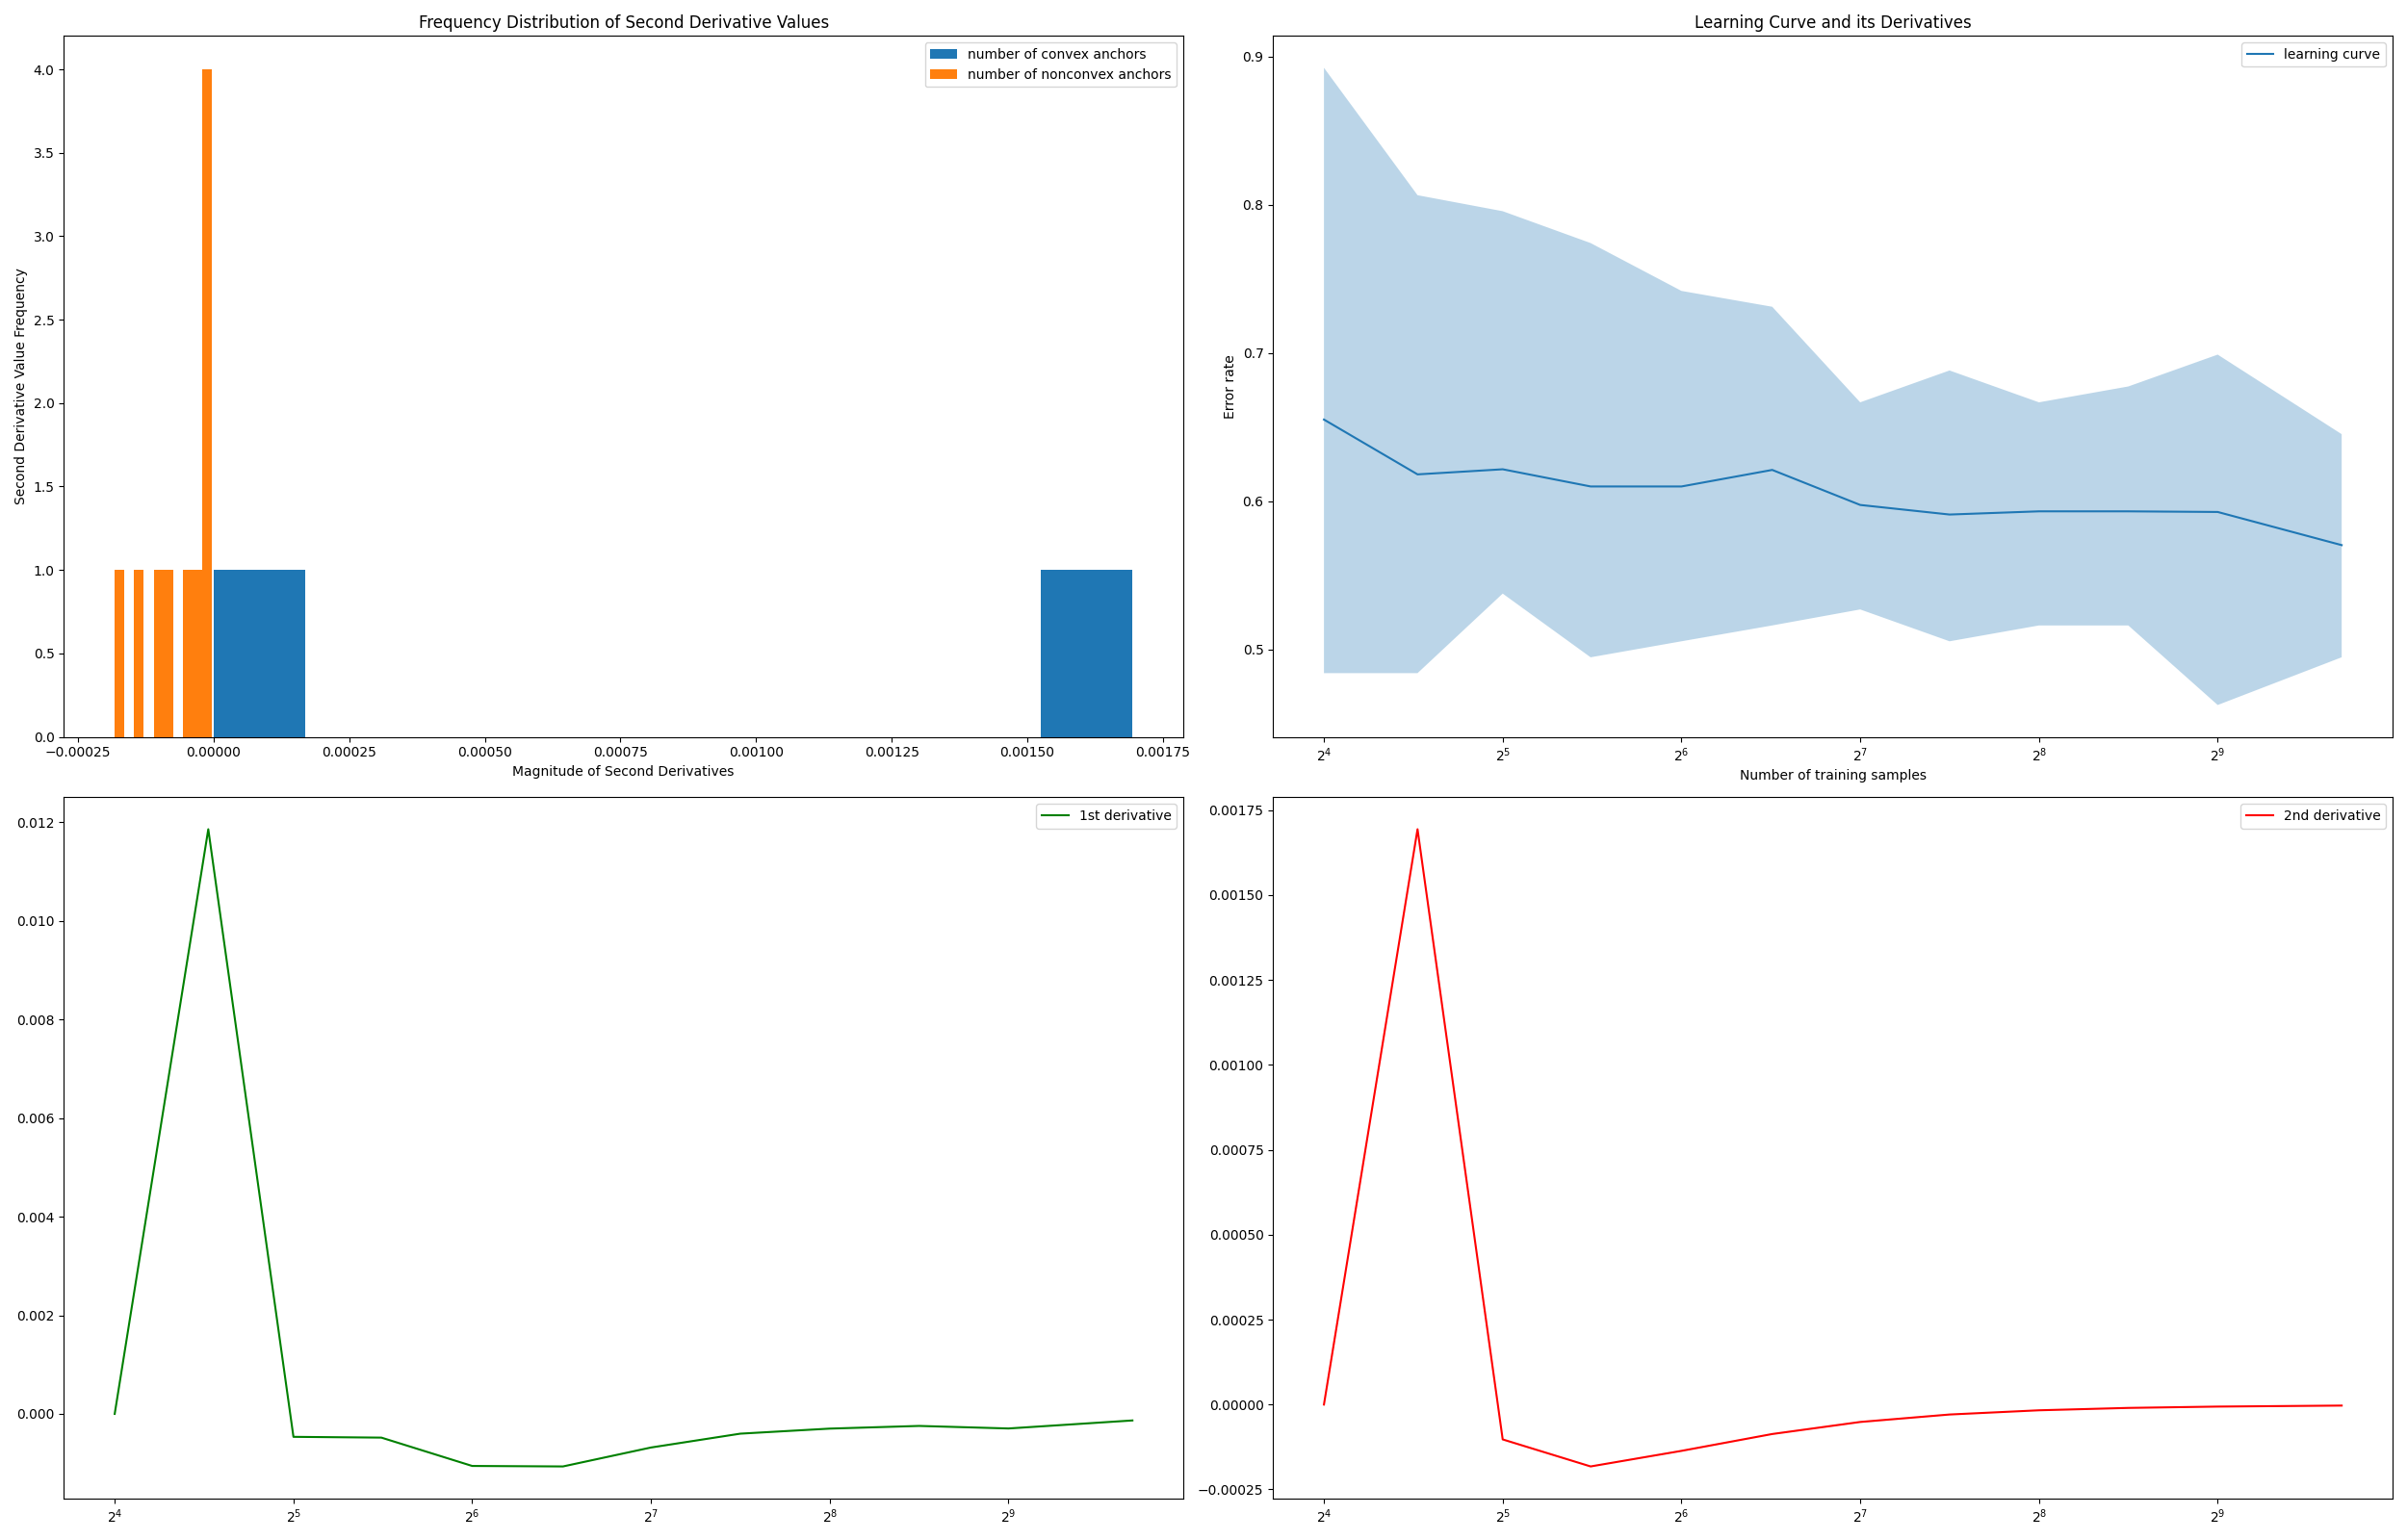 Frequency Distribution of Second Derivative Values
number of convex anchors
number of nonconvex anchors
Second Derivative Value Frequency
4.0
3.5
3.0
2.5
2.0
1.5
1.0
0.5
0.0
−0.00025 0.00000 0.00025 0.00050 0.00075 0.00100 0.00125 0.00150 0.00175
Magnitude of Second Derivatives
Learning Curve and its Derivatives
learning curve
Error rate
0.9
0.8
0.7
0.6
0.5
2⁴ 2⁵ 2⁶ 2⁷ 2⁸ 2⁹
Number of training samples
1st derivative
0.012
0.010
0.008
0.006
0.004
0.002
0.000
2⁴ 2⁵ 2⁶ 2⁷ 2⁸ 2⁹
2nd derivative
0.00175
0.00150
0.00125
0.00100
0.00075
0.00050
0.00025
0.00000
−0.00025
2⁴ 2⁵ 2⁶ 2⁷ 2⁸ 2⁹